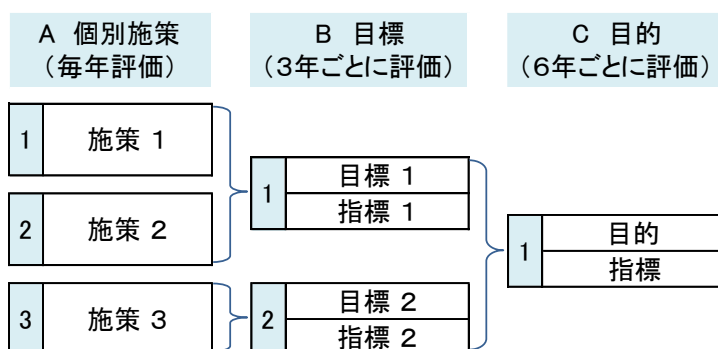 A 個別施策
（毎年評価）
B 目標
（３年ごとに評価）
C 目的
（６年ごとに評価）
1
施策 １
2
施策 ２
3
施策 ３
1
目標 １
指標 １
2
目標 ２
指標 ２
1
目的
指標